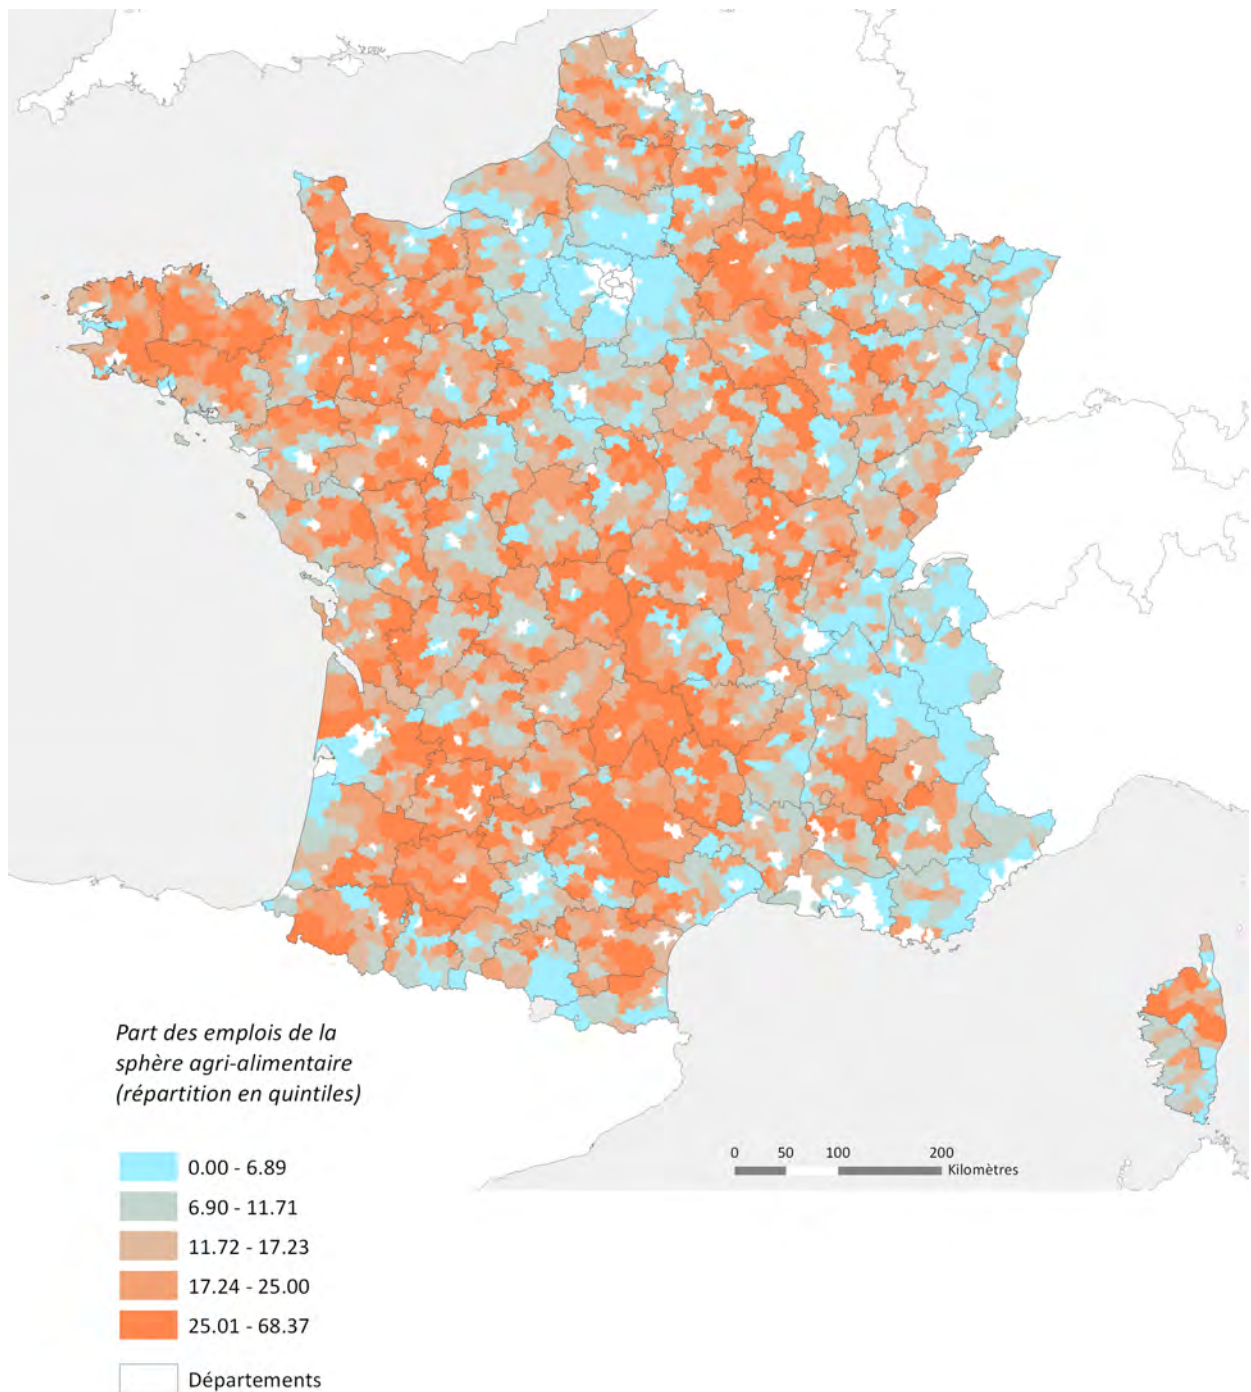 Part des emplois de la
sphère agri-alimentaire
(répartition en quintiles)
0.00 - 6.89
6.90 - 11.71
11.72 - 17.23
17.24 - 25.00
25.01 - 68.37
Départements
0 50 100 200
Kilomètres